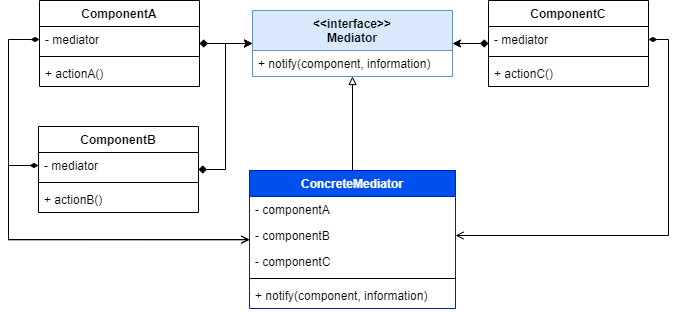 ComponentA
- mediator
+ actionA()
<<interface>>
Mediator
+ notify(component, information)
ComponentC
- mediator
+ actionC()
ComponentB
- mediator
+ actionB()
ConcreteMediator
- componentA
- componentB
- componentC
+ notify(component, information)